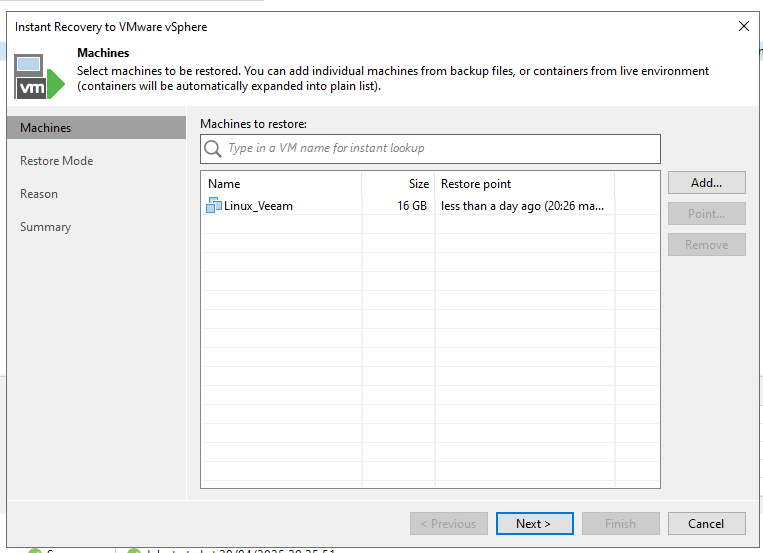 Instant Recovery to VMware vSphere
Machines
Select machines to be restored. You can add individual machines from backup files, or containers from live environment
(containers will be automatically expanded into plain list).
vm
Machines
Restore Mode
Reason
Summary
Machines to restore:
Type in a VM name for instant lookup
Name Size Restore point
Linux_Veeam 16 GB less than a day ago (20:26 ma...
Add...
Point...
Remove
< Previous Next > Finish Cancel